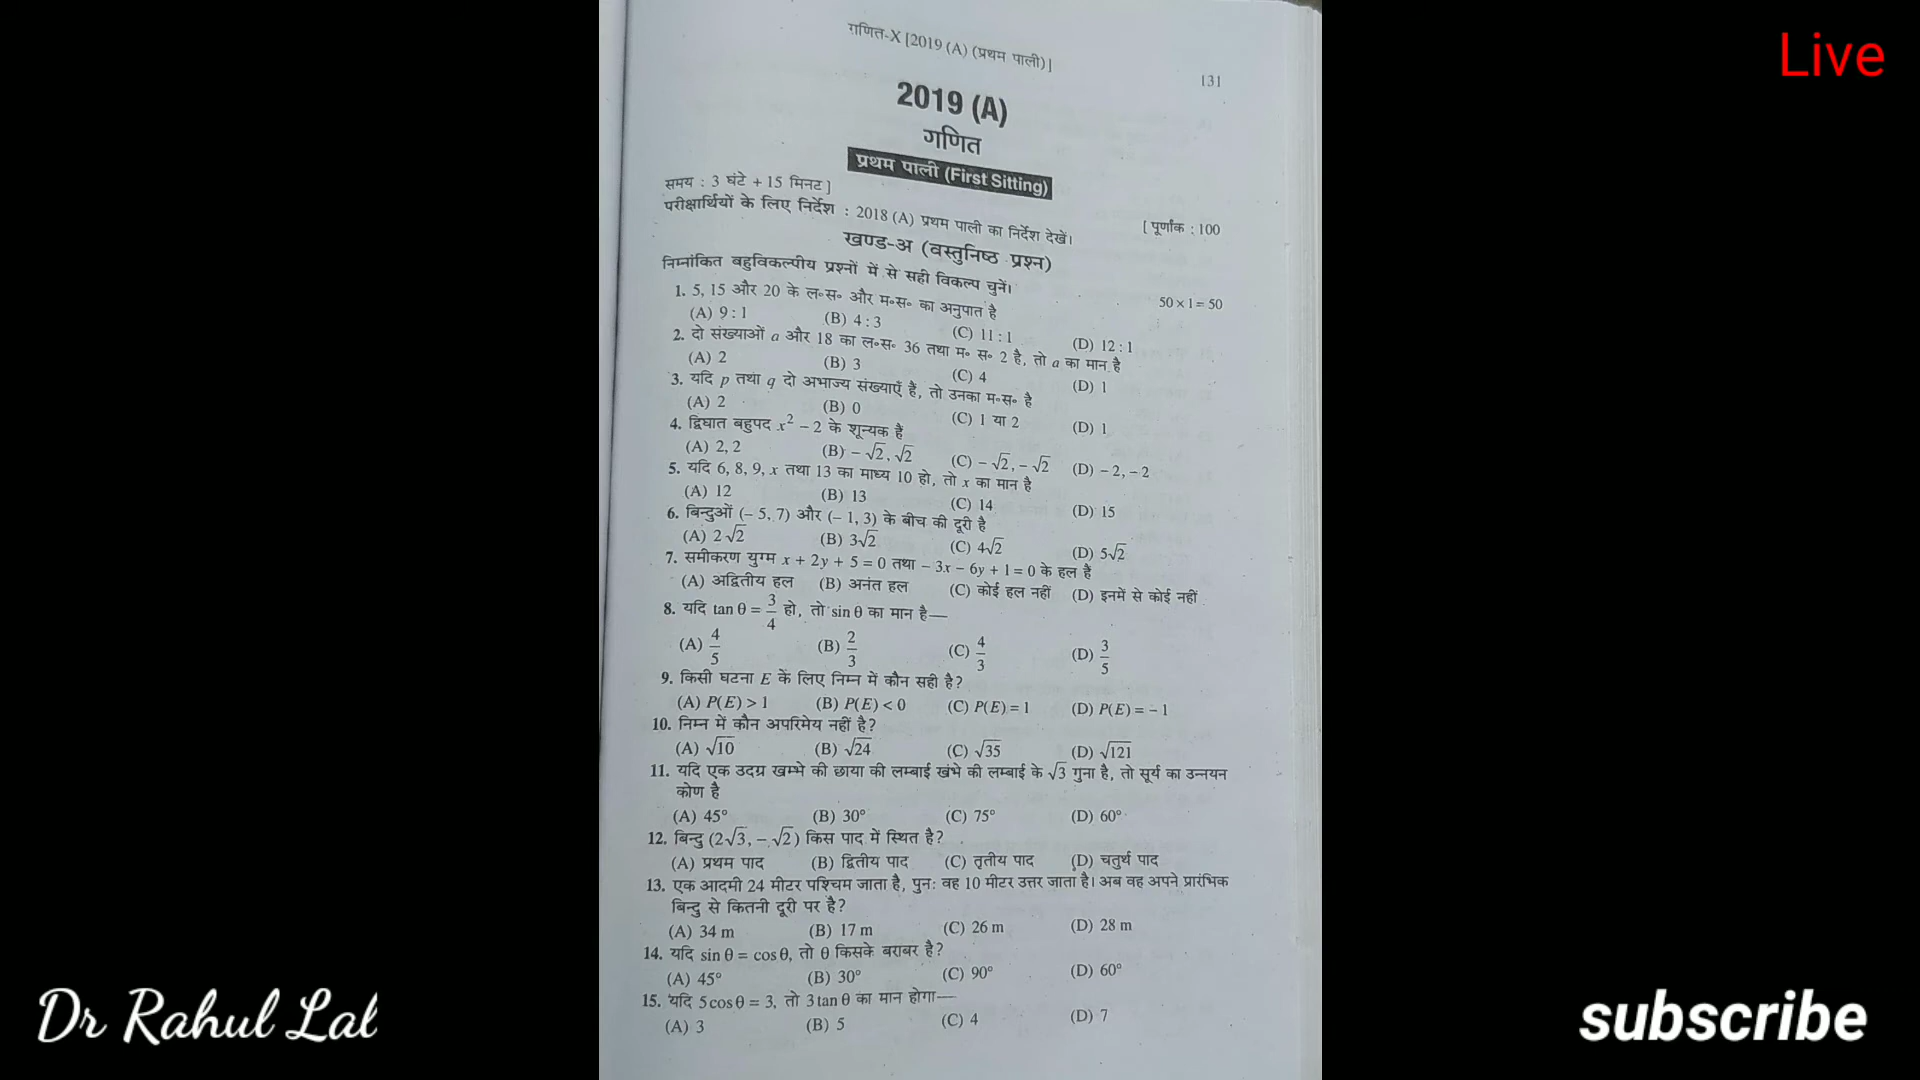 गणित-X [2019 (A) (प्रथम पाली)]
131
Live
2019 (A)
गणित
प्रथम पाली (First Sitting)
समय : 3 घंटे + 15 मिनट]
[पूर्णांक : 100
परीक्षार्थियों के लिए निर्देश : 2018 (A) प्रथम पाली का निर्देश देखें।
खण्ड-अ (वस्तुनिष्ठ प्रश्न)
निम्नांकित बहुविकल्पीय प्रश्नों में से सही विकल्प चुनें।
50 × 1 = 50
1. 5, 15 और 20 के ल॰स॰ और म॰स॰ का अनुपात है
(A) 9 : 1 (B) 4 : 3 (C) 11 : 1 (D) 12 : 1
2. दो संख्याओं a और 18 का ल॰स॰ 36 तथा म॰ स॰ 2 है, तो a का मान है
(A) 2 (B) 3 (C) 4 (D) 1
3. यदि p तथा q दो अभाज्य संख्याएँ हैं, तो उनका म॰स॰ है
(A) 2 (B) 0 (C) 1 या 2 (D) 1
4. द्विघात बहुपद x² – 2 के शून्यक हैं
(A) 2, 2 (B) – √2, √2 (C) – √2, – √2 (D) – 2, – 2
5. यदि 6, 8, 9, x तथा 13 का माध्य 10 हो, तो x का मान है
(A) 12 (B) 13 (C) 14 (D) 15
6. बिन्दुओं (– 5, 7) और (– 1, 3) के बीच की दूरी है
(A) 2√2 (B) 3√2 (C) 4√2 (D) 5√2
7. समीकरण युग्म x + 2y + 5 = 0 तथा – 3x – 6y + 1 = 0 के हल हैं
(A) अद्वितीय हल (B) अनंत हल (C) कोई हल नहीं (D) इनमें से कोई नहीं
8. यदि tan θ = 3/4 हो, तो sin θ का मान है—
(A) 4/5 (B) 2/3 (C) 4/3 (D) 3/5
9. किसी घटना E के लिए निम्न में कौन सही है?
(A) P(E) > 1 (B) P(E) < 0 (C) P(E) = 1 (D) P(E) = – 1
10. निम्न में कौन अपरिमेय नहीं है?
(A) √10 (B) √24 (C) √35 (D) √121
11. यदि एक उदग्र खम्भे की छाया की लम्बाई खंभे की लम्बाई के √3 गुना है, तो सूर्य का उन्नयन
कोण है
(A) 45° (B) 30° (C) 75° (D) 60°
12. बिन्दु (2√3, – √2) किस पाद में स्थित है?
(A) प्रथम पाद (B) द्वितीय पाद (C) तृतीय पाद (D) चतुर्थ पाद
13. एक आदमी 24 मीटर पश्चिम जाता है, पुनः वह 10 मीटर उत्तर जाता है। अब वह अपने प्रारंभिक
बिन्दु से कितनी दूरी पर है?
(A) 34 m (B) 17 m (C) 26 m (D) 28 m
14. यदि sin θ = cos θ, तो θ किसके बराबर है?
(A) 45° (B) 30° (C) 90° (D) 60°
15. यदि 5 cos θ = 3, तो 3 tan θ का मान होगा—
(A) 3 (B) 5 (C) 4 (D) 7
Dr Rahul Lal
subscribe